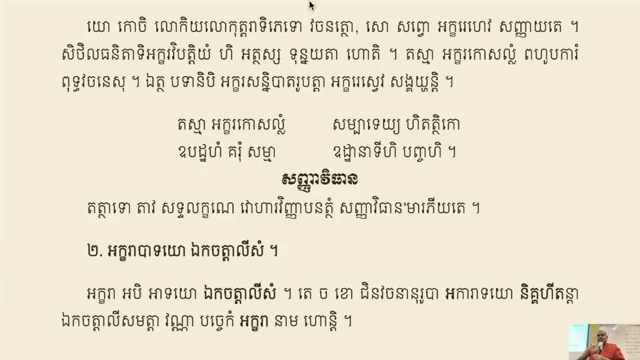 យោ កោចិ លោកិយលោកុត្តរាទិភេទោ វចនត្ថោ, សោ សព្ពោ អក្ខរេហេវ សញ្ញាយតេ ។
សិថិលធនិតាទិអក្ខរវិបត្តិយំ ហិ អត្ថស្ស ទុន្នយតា ហោតិ ។ តស្មា អក្ខរកោសល្លំ ពហូបការំ
ពុទ្ធវចនេសុ ។ ឯត្ថ បទានិបិ អក្ខរសន្និបាតរូបត្តា អក្ខរេស្វេវ សង្គយ្ហន្តិ ។
តស្មា អក្ខរកោសល្លំ សម្បាទេយ្យ ហិតត្ថិកោ
ឧបដ្ឋហំ គរុំ សម្មា ឧដ្ឋានាទីហិ បញ្ចហិ ។
សញ្ញាវិធាន
តត្ថាទោ តាវ សទ្ទលក្ខណេ វោហារវិញ្ញាបនត្ថំ សញ្ញាវិធាន'មារភីយតេ ។
២. អក្ខរាបាទយោ ឯកចត្តាលីសំ ។
អក្ខរា អបិ អាទយោ ឯកចត្តាលីសំ ។ តេ ច ខោ ជិនវចនានុរូបា អការាទយោ និគ្គហីតន្តា
ឯកចត្តាលីសមត្តា វណ្ណា បច្ចេកំ អក្ខរា នាម ហោន្តិ ។